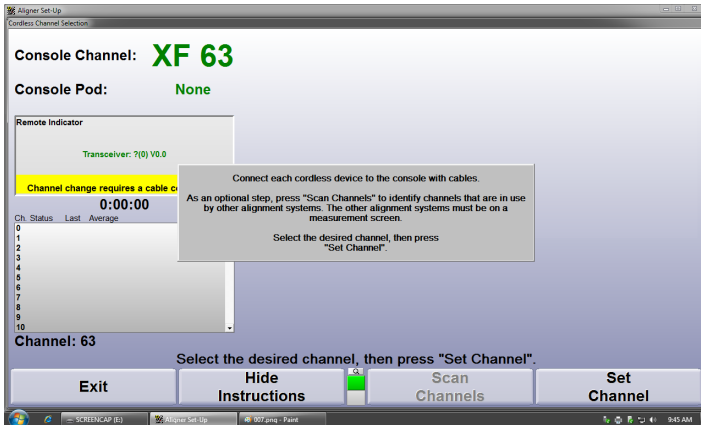 Aligner Set-Up
Cordless Channel Selection
Console Channel: XF 63
Console Pod: None
Remote Indicator
Transceiver: ?(0) V0.0
Channel change requires a cable co
0:00:00
Ch. Status Last Average
0
1
2
3
4
5
6
7
8
9
10
Channel: 63
Connect each cordless device to the console with cables.
As an optional step, press "Scan Channels" to identify channels that are in use
by other alignment systems. The other alignment systems must be on a
measurement screen.
Select the desired channel, then press
"Set Channel".
Select the desired channel, then press "Set Channel".
Exit
Hide
Instructions
Scan
Channels
Set
Channel
SCREENCAP (E:)
Aligner Set-Up
007.png - Paint
9:45 AM